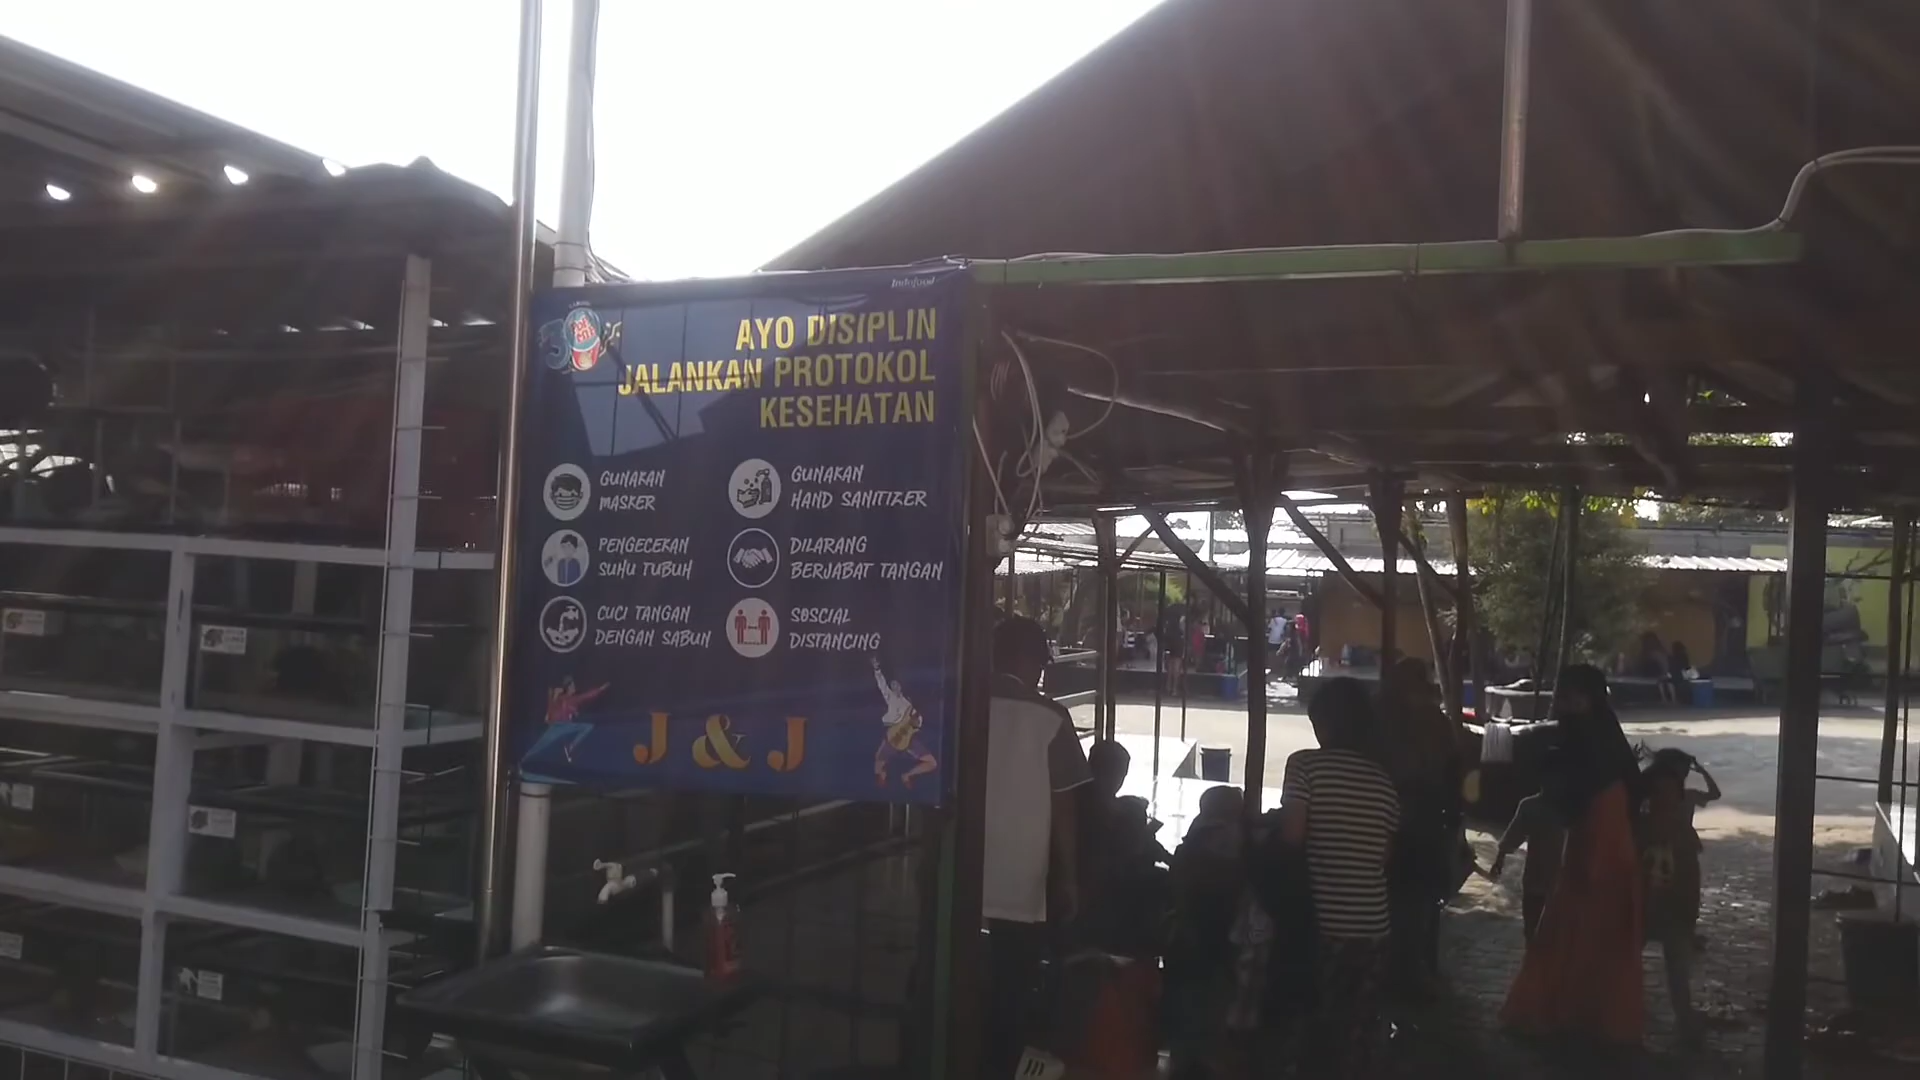 Indofood
AYO DISIPLIN
JALANKAN PROTOKOL
KESEHATAN
GUNAKAN
MASKER
GUNAKAN
HAND SANITIZER
PENGECEKAN
SUHU TUBUH
DILARANG
BERJABAT TANGAN
CUCI TANGAN
DENGAN SABUN
SOSCIAL
DISTANCING
J & J